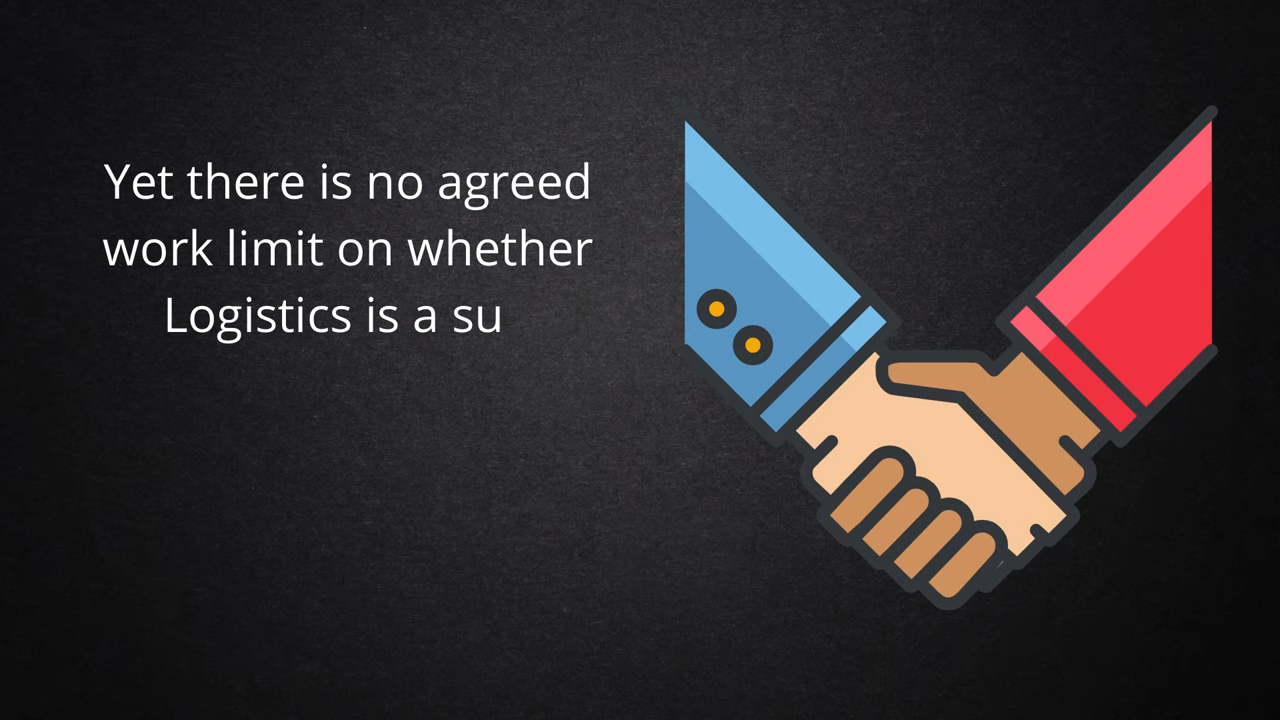 Yet there is no agreed
work limit on whether
Logistics is a su